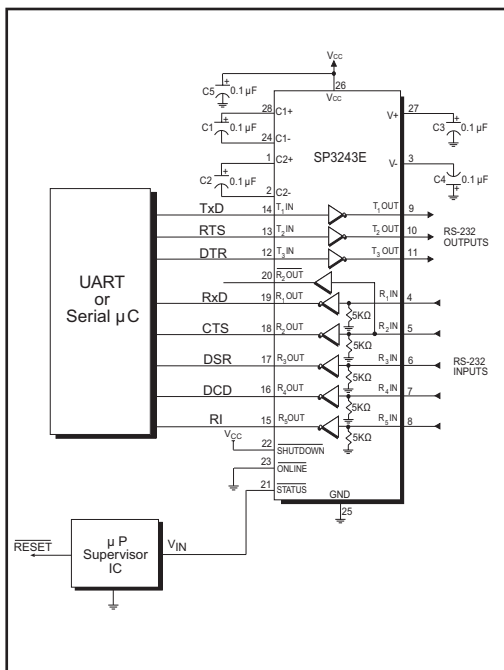 VCC
C5 + 0.1 µF
26
VCC
28 C1+
C1 + 0.1 µF
24 C1-
1 C2+
C2 + 0.1 µF
2 C2-
V+ 27
C3 + 0.1 µF
V- 3
C4 0.1 µF +
SP3243E
UART
or
Serial µC
TxD 14 T1 IN T1 OUT 9
RTS 13 T2 IN T2 OUT 10
DTR 12 T3 IN T3 OUT 11
RS-232
OUTPUTS
20 R2 OUT
RxD 19 R1 OUT R1 IN 4
5KΩ
CTS 18 R2 OUT R2 IN 5
5KΩ
DSR 17 R3 OUT R3 IN 6
5KΩ
DCD 16 R4 OUT R4 IN 7
5KΩ
RI 15 R5 OUT R5 IN 8
5KΩ
RS-232
INPUTS
VCC
22 SHUTDOWN
23 ONLINE
21 STATUS
GND
25
RESET
µ P
Supervisor
IC
VIN